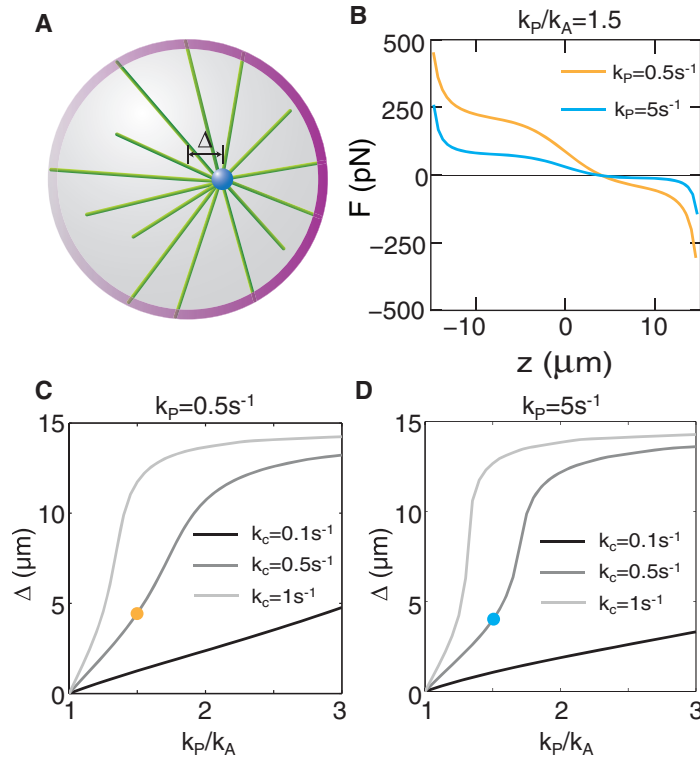 A
Δ
B
kP/kA=1.5
500
250
0
−250
−500
F (pN)
kP=0.5s⁻¹
kP=5s⁻¹
−10
0
10
z (μm)
C
kP=0.5s⁻¹
15
10
5
0
Δ (μm)
kc=0.1s⁻¹
kc=0.5s⁻¹
kc=1s⁻¹
1
2
3
kP/kA
D
kP=5s⁻¹
15
10
5
0
Δ (μm)
kc=0.1s⁻¹
kc=0.5s⁻¹
kc=1s⁻¹
1
2
3
kP/kA